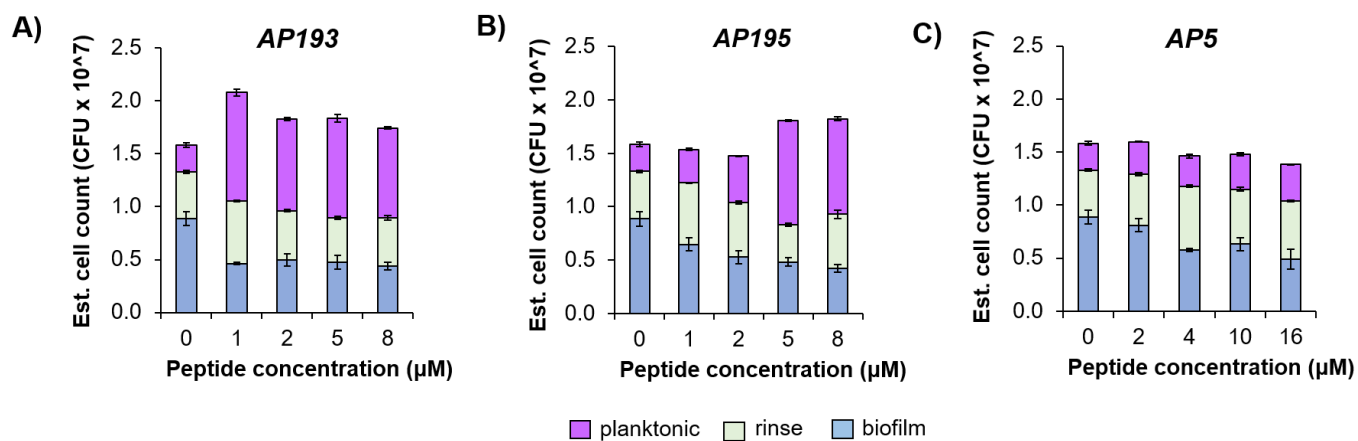 A)
AP193
Est. cell count (CFU x 10^7)
2.5
2.0
1.5
1.0
0.5
0.0
0 1 2 5 8
Peptide concentration (µM)
B)
AP195
Est. cell count (CFU x 10^7)
2.5
2.0
1.5
1.0
0.5
0.0
0 1 2 5 8
Peptide concentration (µM)
C)
AP5
Est. cell count (CFU x 10^7)
2.5
2.0
1.5
1.0
0.5
0.0
0 2 4 10 16
Peptide concentration (µM)
planktonic rinse biofilm